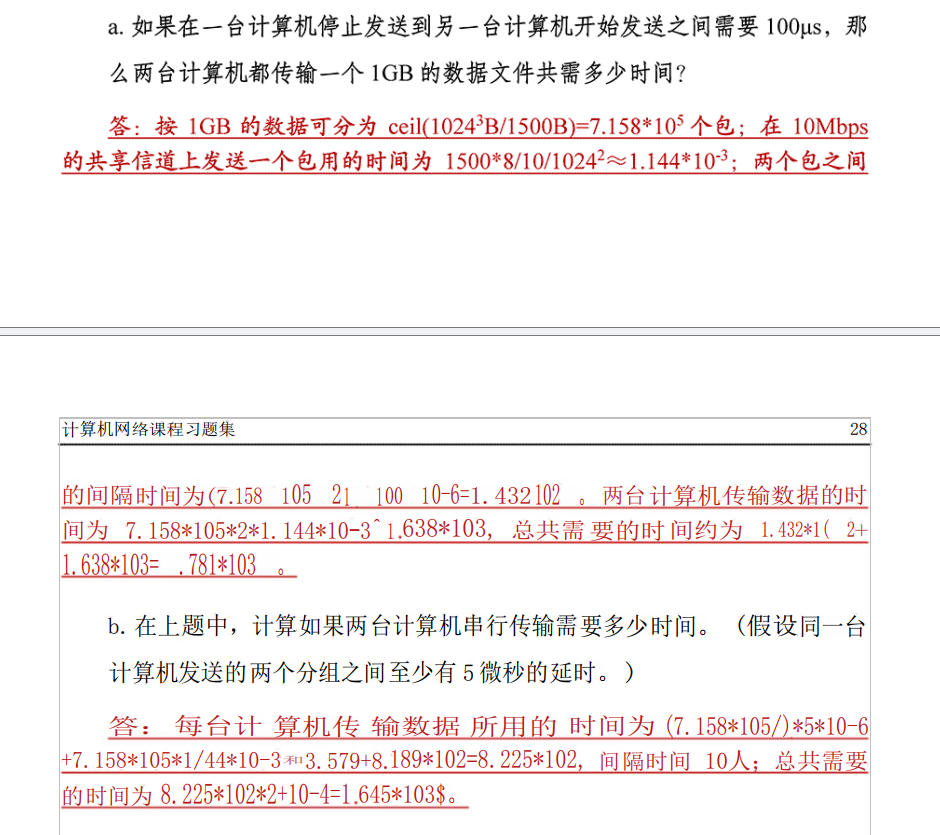 a. 如果在一台计算机停止发送到另一台计算机开始发送之间需要 100μs，那
么两台计算机都传输一个 1GB 的数据文件共需多少时间？
答：按 1GB 的数据可分为 ceil(1024³B/1500B)=7.158*10⁵ 个包；在 10Mbps
的共享信道上发送一个包用的时间为 1500*8/10/1024²≈1.144*10⁻³；两个包之间
计算机网络课程习题集 28
的间隔时间为(7.158 105 21 100 10-6=1.432102 。两台计算机传输数据的时
间为 7.158*105*2*1.144*10-3^1.638*103, 总共需要的时间约为 1.432*1( 2+
1.638*103= .781*103 。
b. 在上题中，计算如果两台计算机串行传输需要多少时间。（假设同一台
计算机发送的两个分组之间至少有 5 微秒的延时。）
答： 每台计 算机传 输数据 所用的 时间为 (7.158*105/)*5*10-6
+7.158*105*1/44*10-3和3.579+8.189*102=8.225*102, 间隔时间 10人；总共需要
的时间为 8.225*102*2+10-4=1.645*103$。